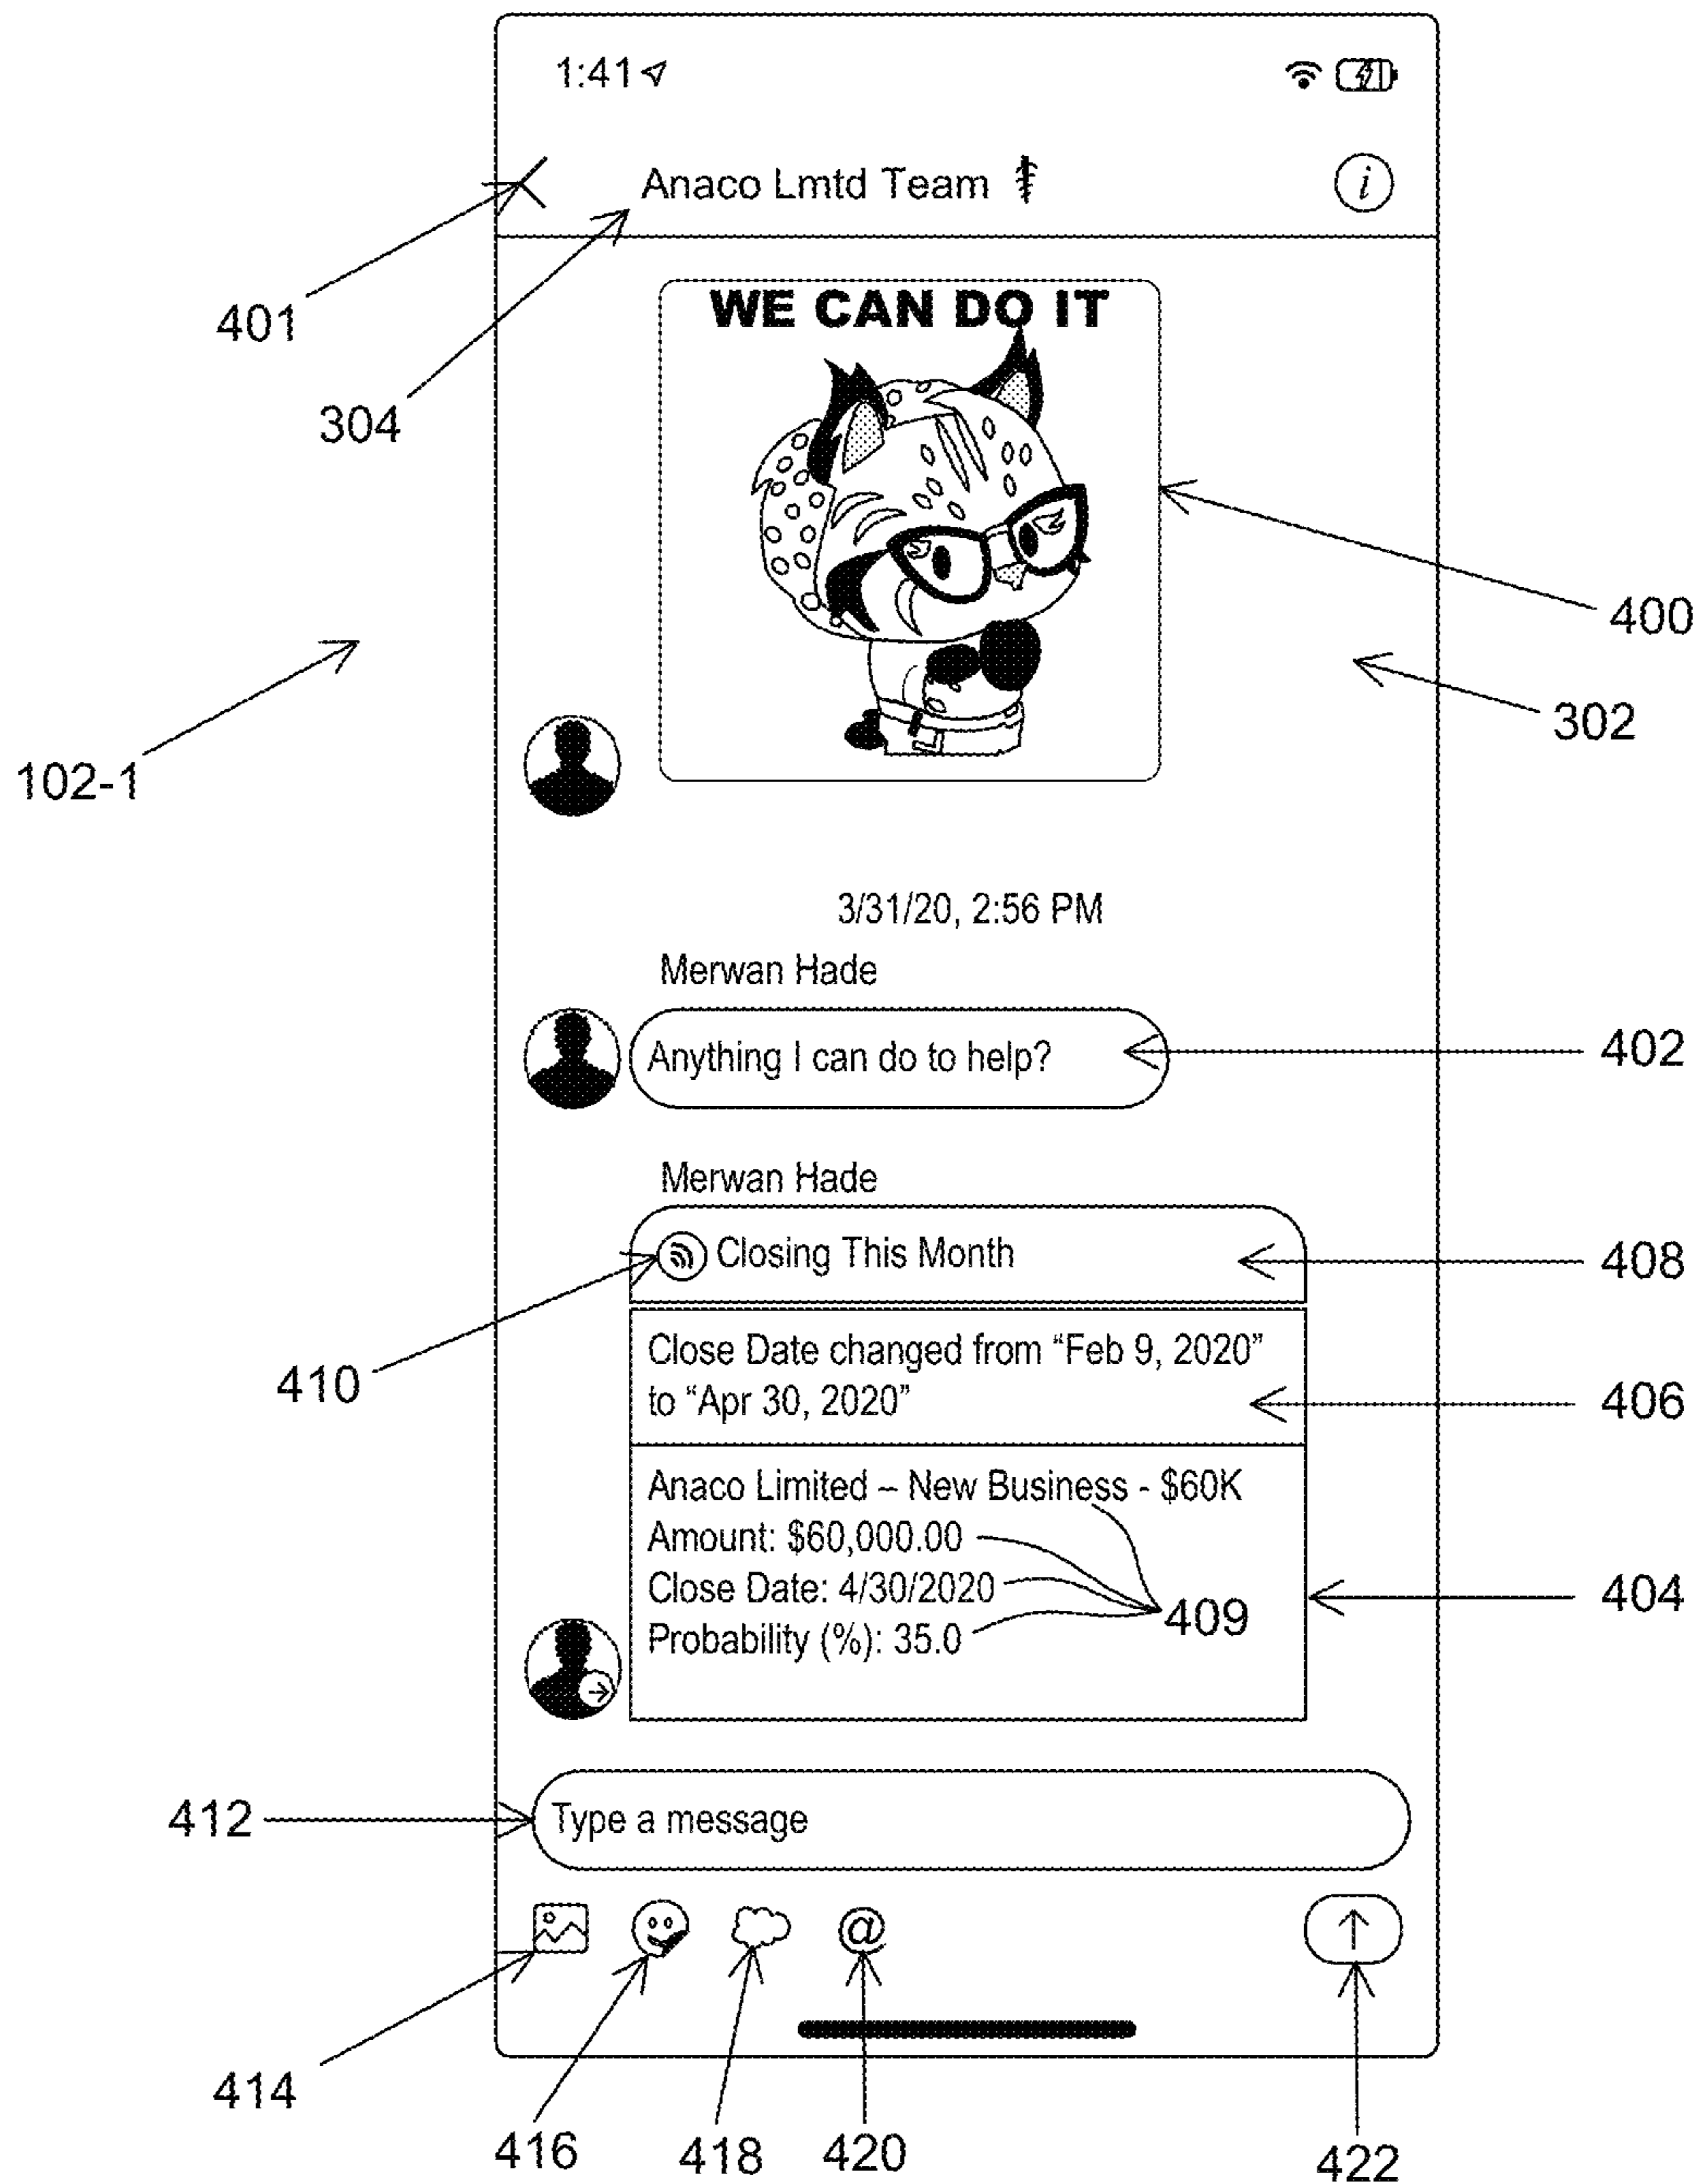 1:41
Anaco Lmtd Team
i
401
304
WE CAN DO IT
400
302
102-1
3/31/20, 2:56 PM
Merwan Hade
Anything I can do to help?
402
Merwan Hade
Closing This Month
408
410
Close Date changed from “Feb 9, 2020”
to “Apr 30, 2020”
406
Anaco Limited – New Business - $60K
Amount: $60,000.00
Close Date: 4/30/2020
Probability (%): 35.0
409
404
412
Type a message
@
414
416
418
420
422